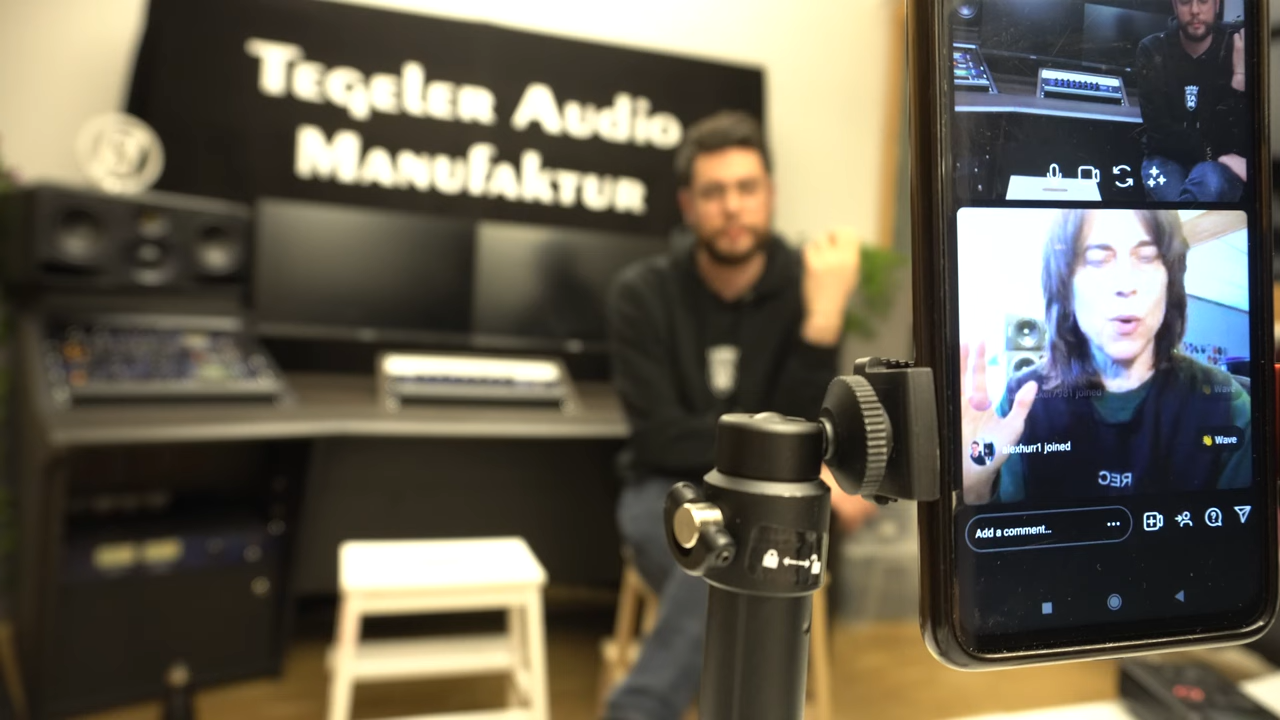 Tegeler Audio
Manufaktur
alexhurr1 joined
Wave
REC
Add a comment...